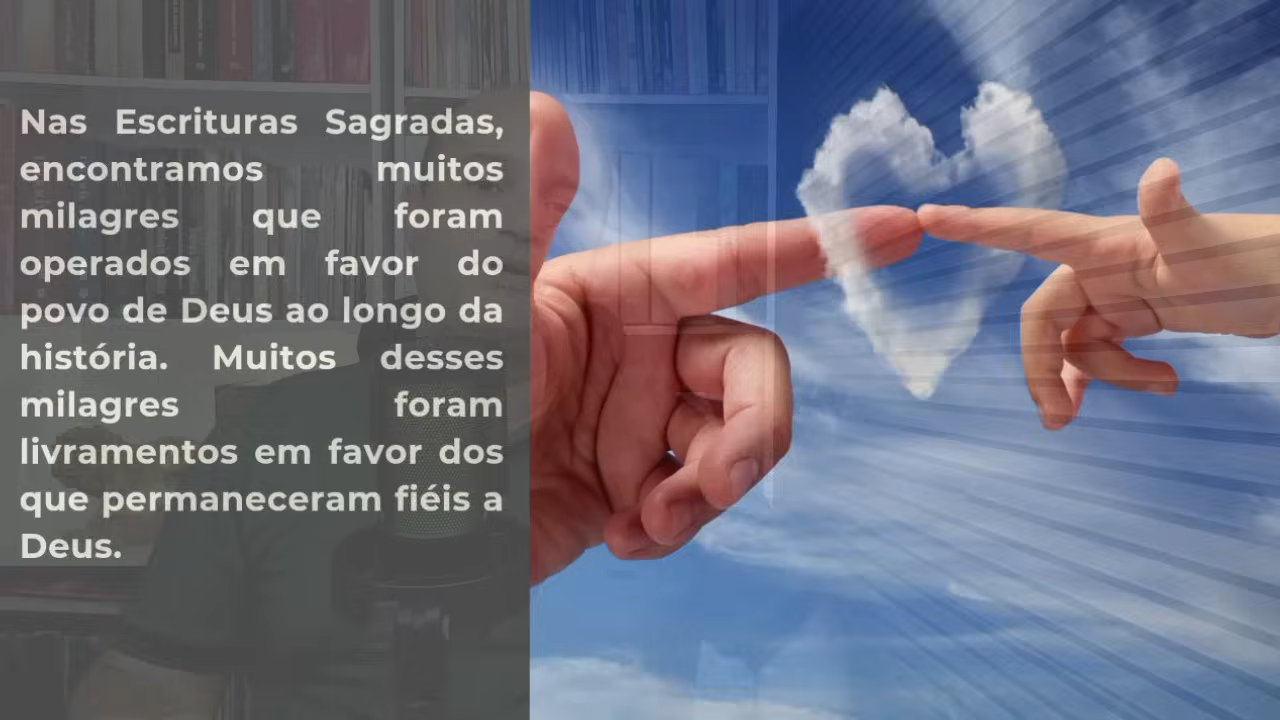 Nas Escrituras Sagradas,
encontramos muitos
milagres que foram
operados em favor do
povo de Deus ao longo da
história. Muitos desses
milagres foram
livramentos em favor dos
que permaneceram fiéis a
Deus.